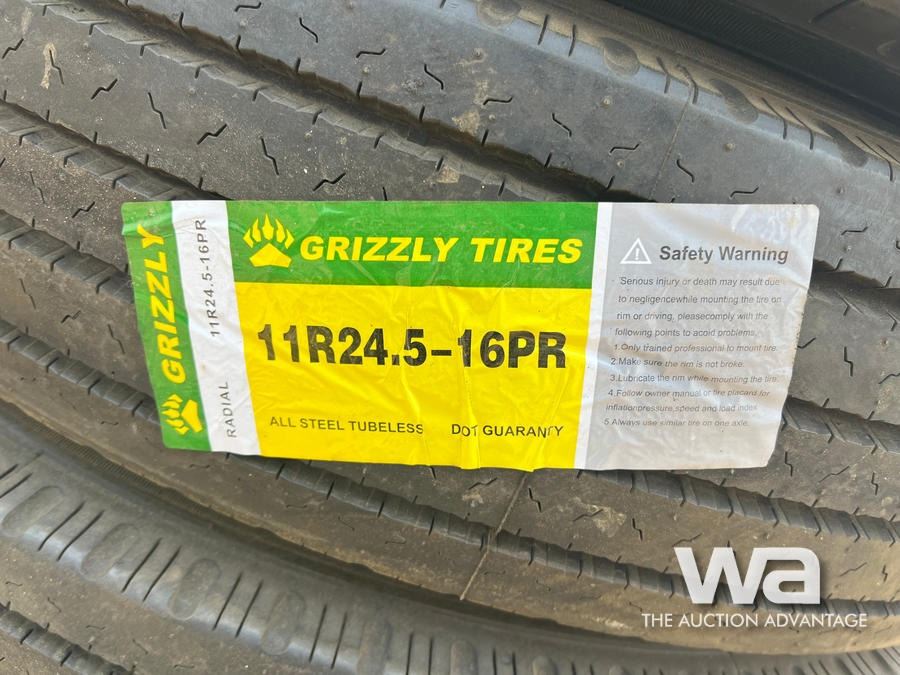 GRIZZLY
RADIAL 11R24.5-16PR
GRIZZLY TIRES
11R24.5-16PR
ALL STEEL TUBELESS DOT GUARANTY
Safety Warning
Serious Injury or death may result due
to negligencewhile mounting the tire on
rim or driving, pleasecomply with the
following points to acoid problems.
1.Only trained professional to mount tire.
2.Make sure the rim is not broke.
3.Lubricate the rim while mounting the tire.
4.Follow owner manual or tire placard for
inflationpressure,speed and load index.
5.Always use similar tire on one axle.
wa
THE AUCTION ADVANTAGE